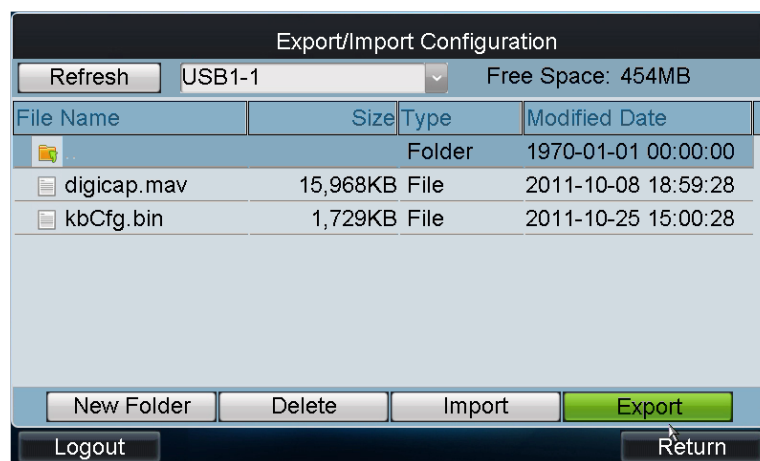 Export/Import Configuration
Refresh USB1-1 Free Space: 454MB
File Name Size Type Modified Date
.. Folder 1970-01-01 00:00:00
digicap.mav 15,968KB File 2011-10-08 18:59:28
kbCfg.bin 1,729KB File 2011-10-25 15:00:28
New Folder Delete Import Export
Logout Return